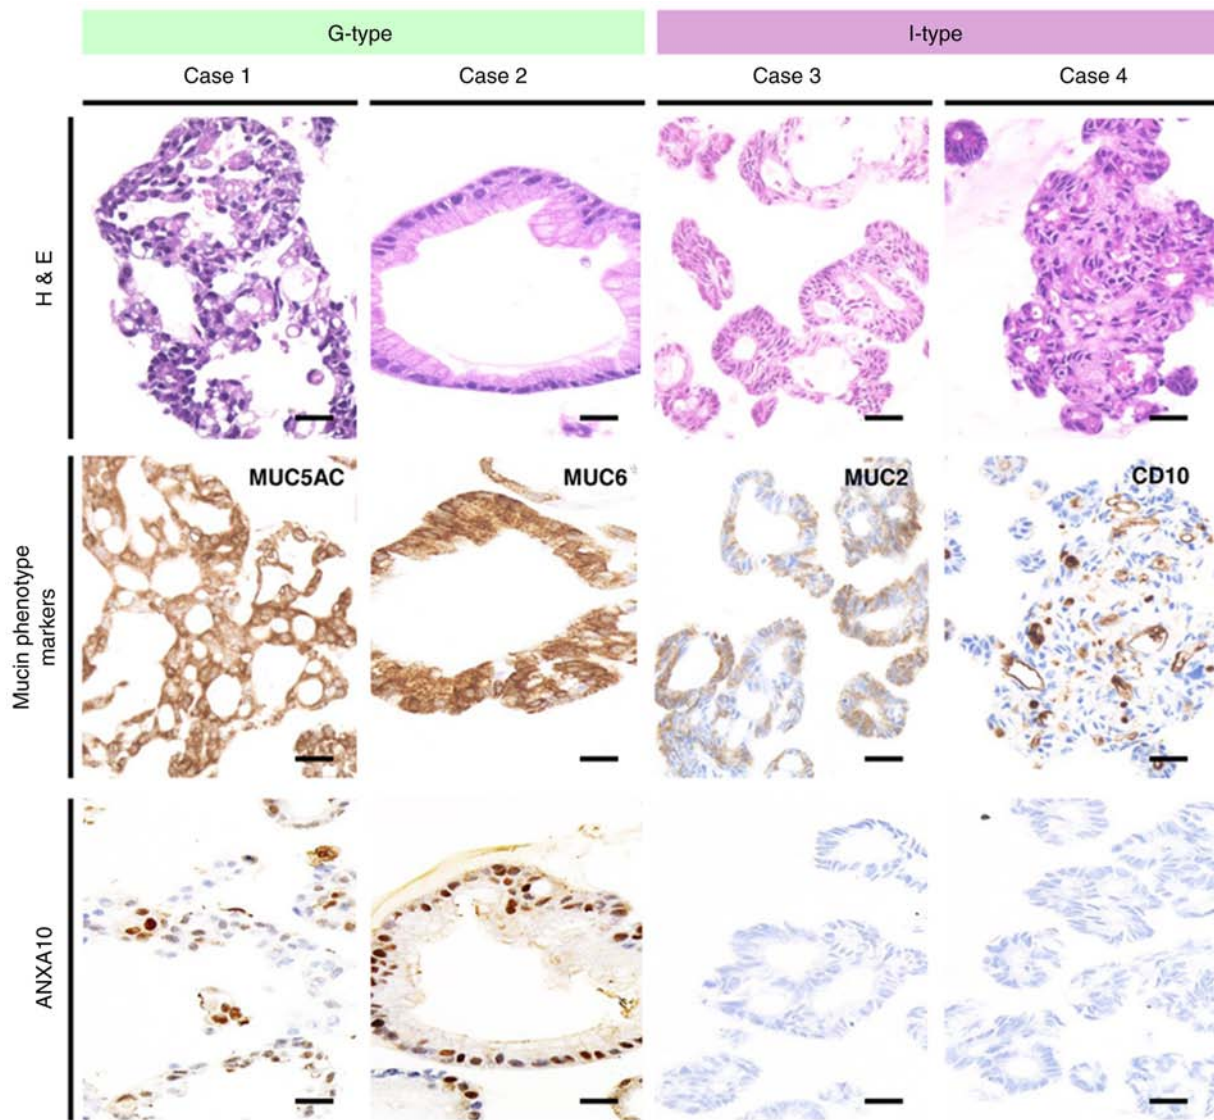 G-type I-type
Case 1 Case 2 Case 3 Case 4
H & E
MUC5AC MUC6 MUC2 CD10
Mucin phenotype
markers
ANXA10